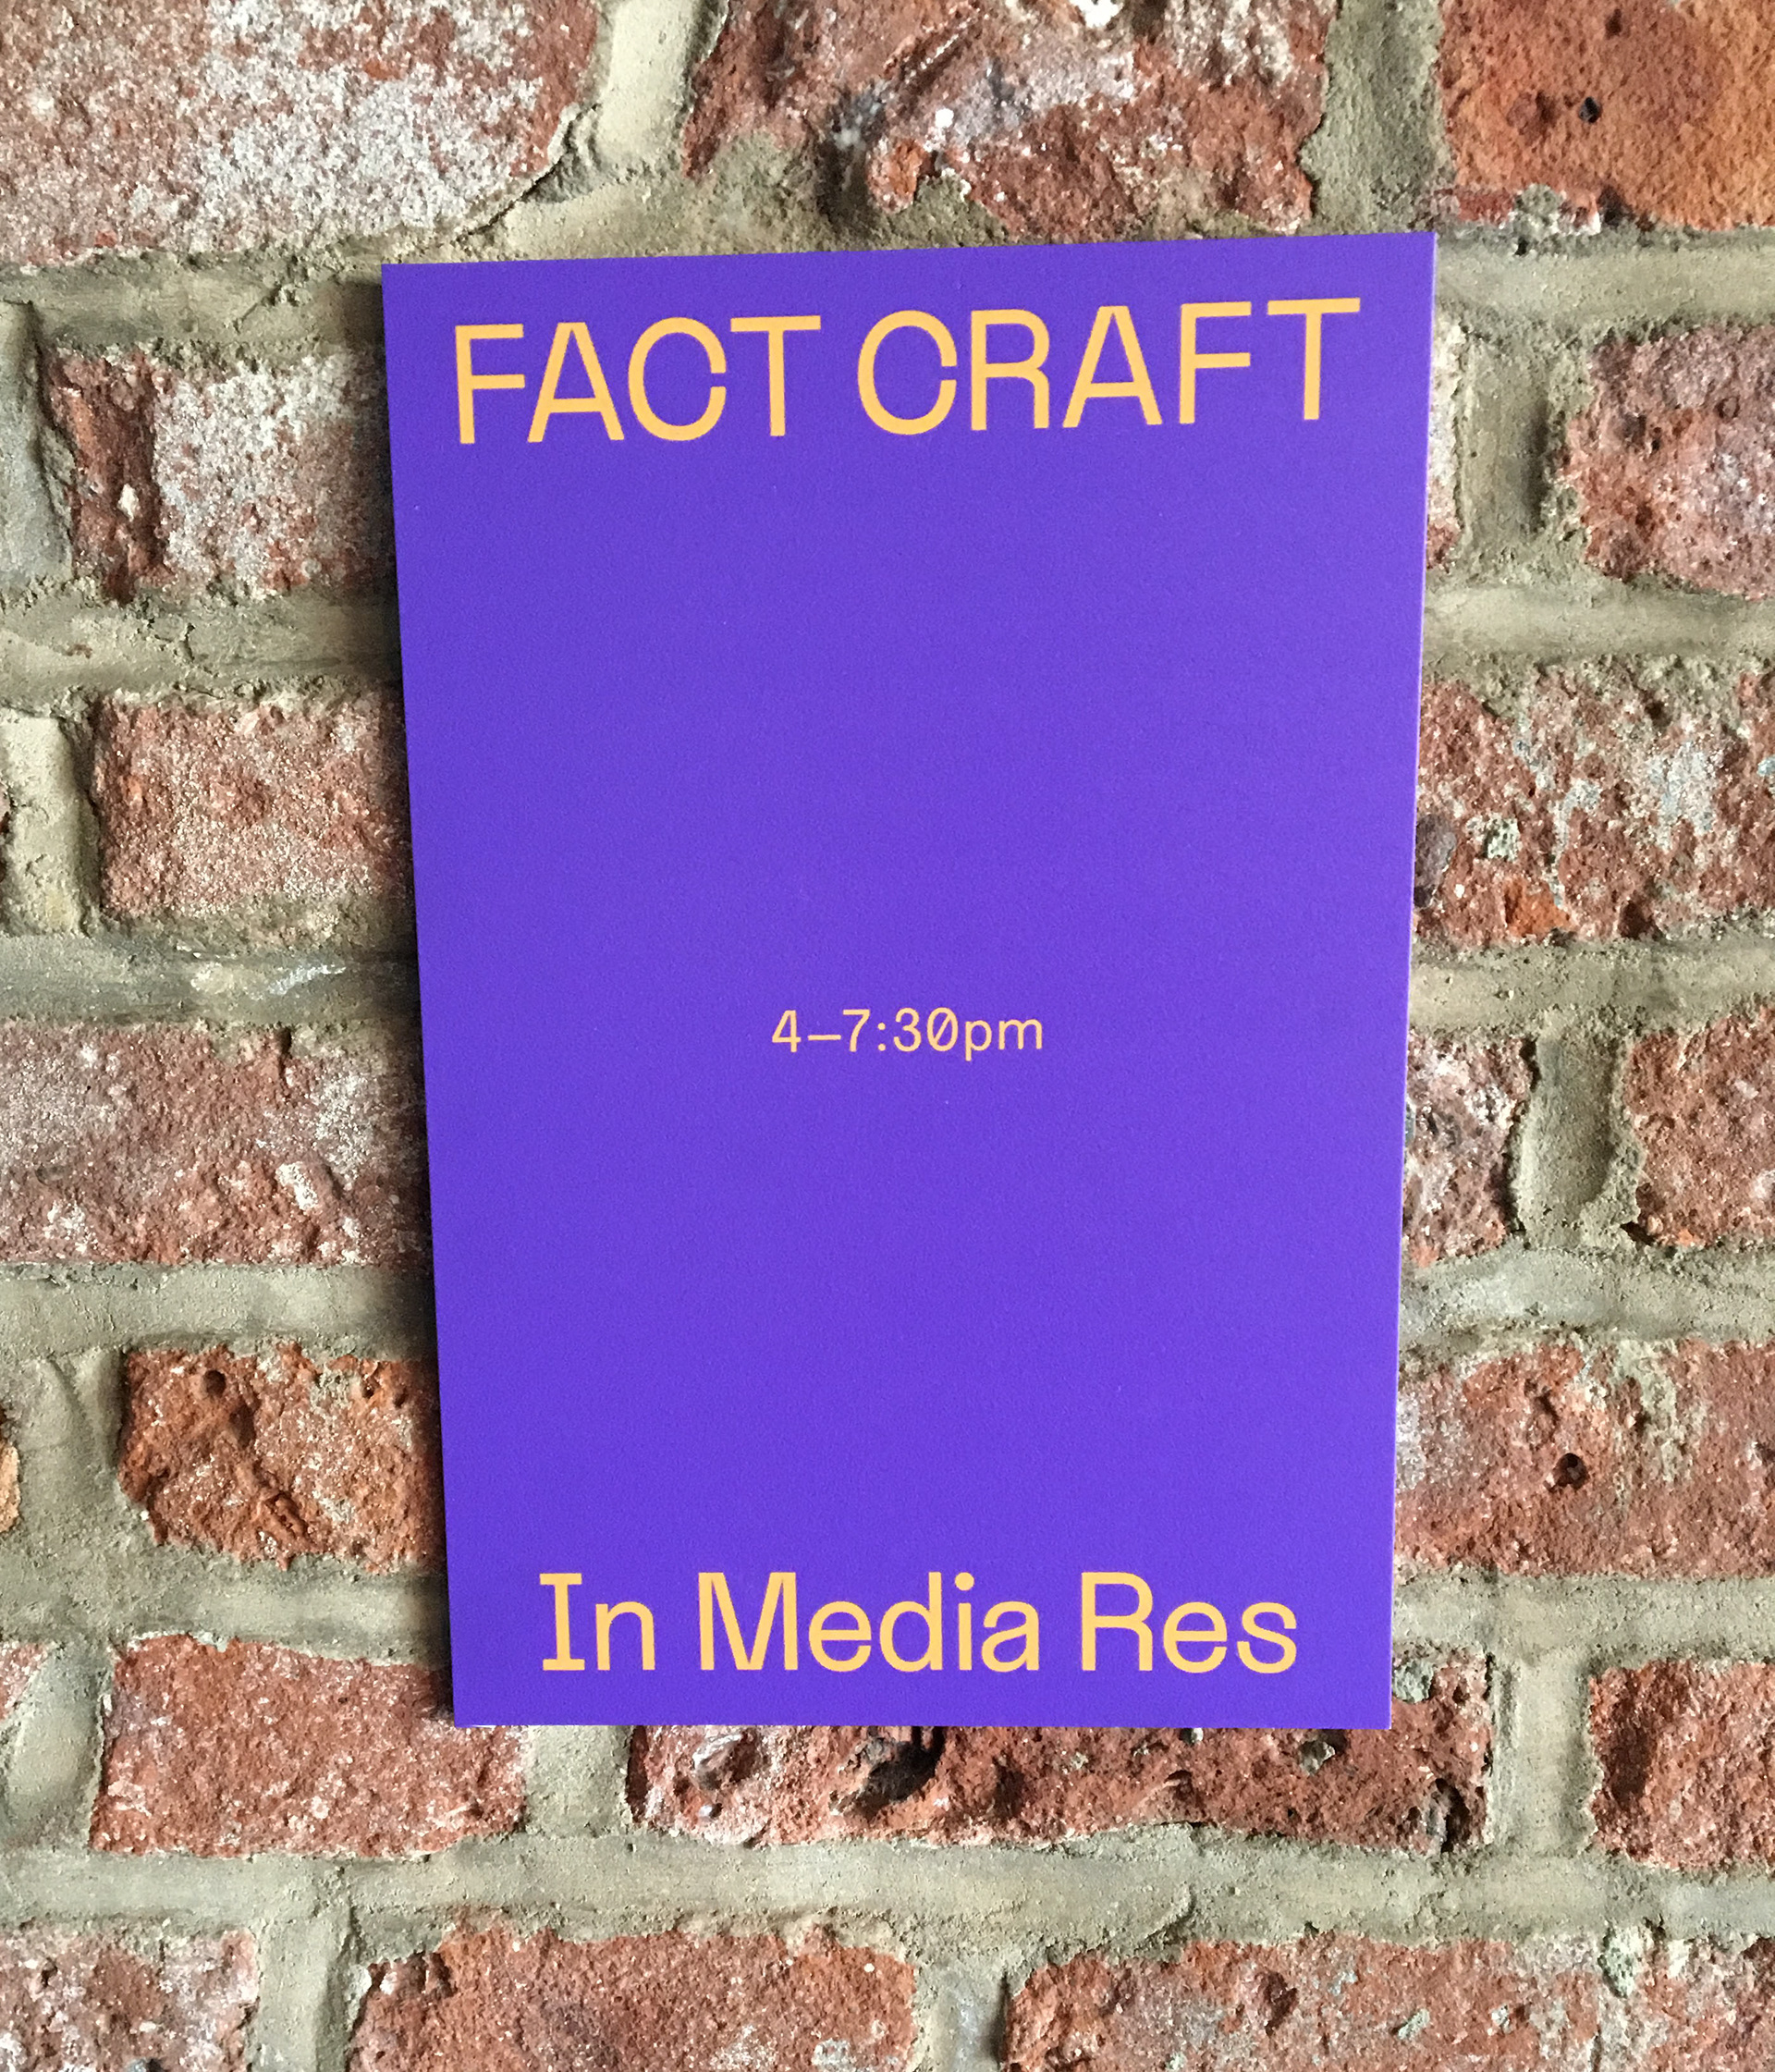 FACT CRAFT
4–7:30pm
In Media Res